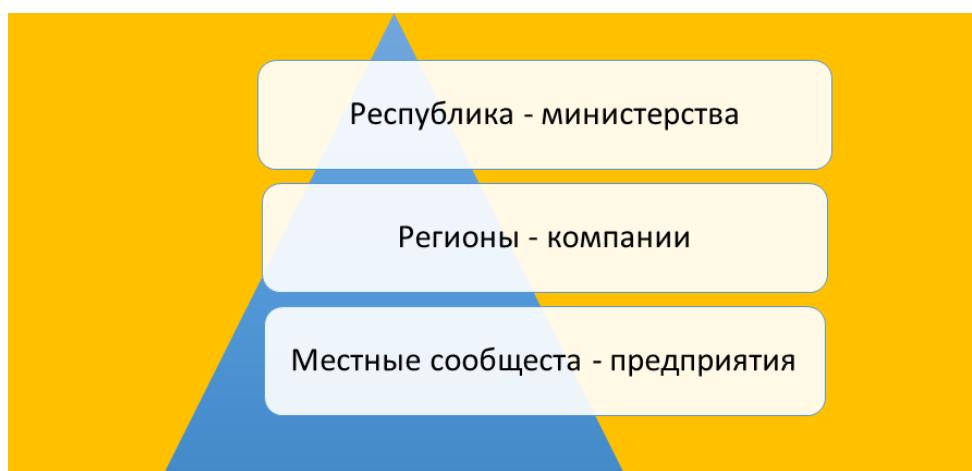 Республика - министерства
Регионы - компании
Местные сообщеста - предприятия